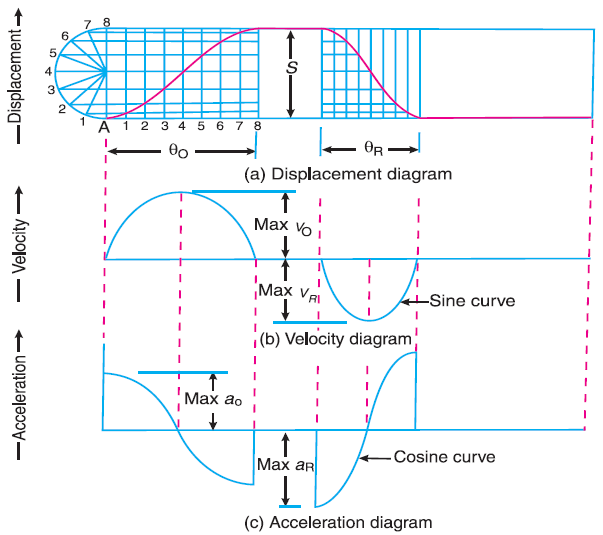 Displacement
8
7
6
5
4
3
2
1
A
1 2 3 4 5 6 7 8
S
θO
θR
(a) Displacement diagram
Velocity
Max vO
Max vR
Sine curve
(b) Velocity diagram
Acceleration
Max ao
Max aR
Cosine curve
(c) Acceleration diagram